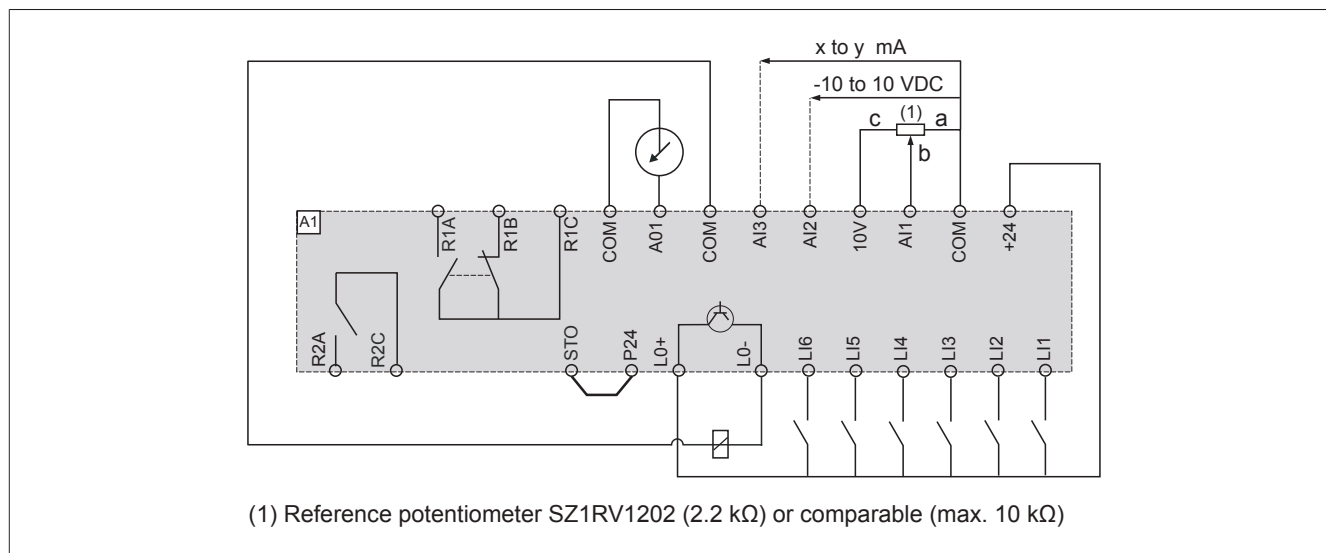 x to y mA
-10 to 10 VDC
(1)
c
a
b
A1
R1A
R1B
R1C
COM
A01
COM
AI3
AI2
10V
AI1
COM
+24
R2A
R2C
STO
P24
L0+
L0-
LI6
LI5
LI4
LI3
LI2
LI1
(1) Reference potentiometer SZ1RV1202 (2.2 kΩ) or comparable (max. 10 kΩ)